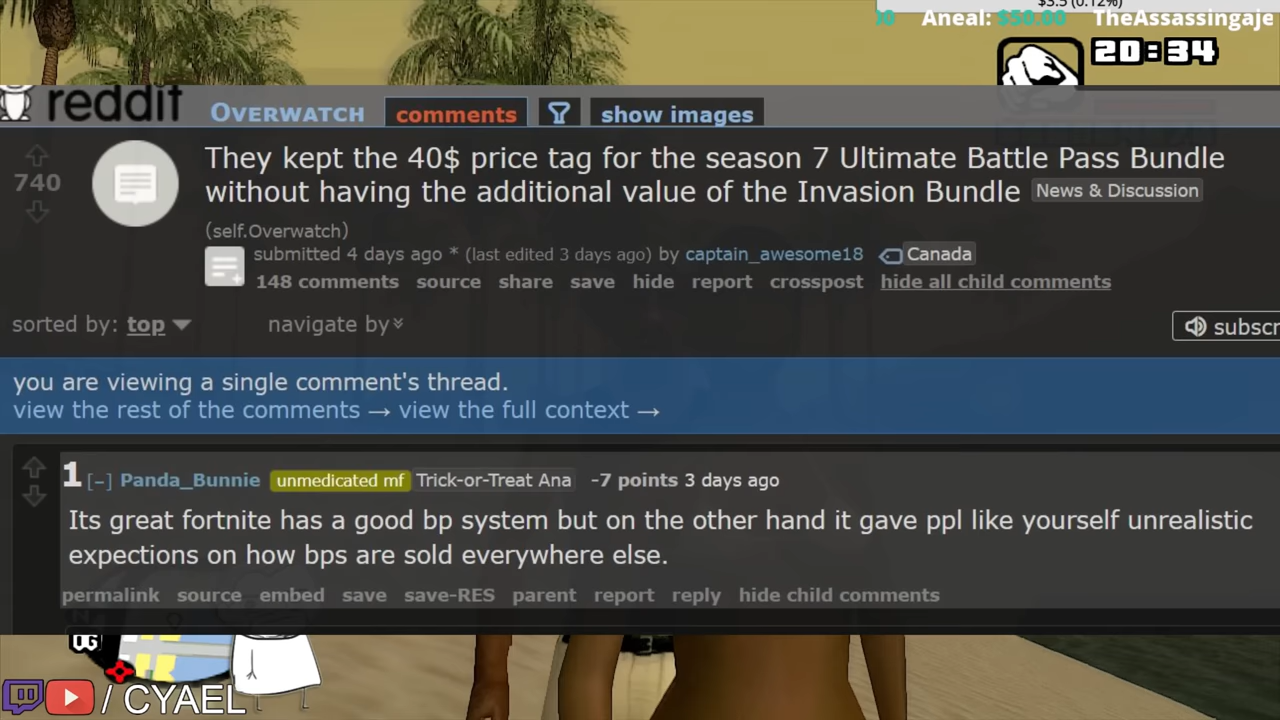 $3.5 (0.12%)
Aneal: $50.00 TheAssassingaje
20:34
reddit OVERWATCH comments show images
740
They kept the 40$ price tag for the season 7 Ultimate Battle Pass Bundle
without having the additional value of the Invasion Bundle News & Discussion
(self.Overwatch)
submitted 4 days ago * (last edited 3 days ago) by captain_awesome18 Canada
148 comments source share save hide report crosspost hide all child comments
sorted by: top navigate by
subscr
you are viewing a single comment's thread.
view the rest of the comments → view the full context →
1 [–] Panda_Bunnie unmedicated mf Trick-or-Treat Ana -7 points 3 days ago
Its great fortnite has a good bp system but on the other hand it gave ppl like yourself unrealistic
expections on how bps are sold everywhere else.
permalink source embed save save-RES parent report reply hide child comments
OG
/ CYAEL